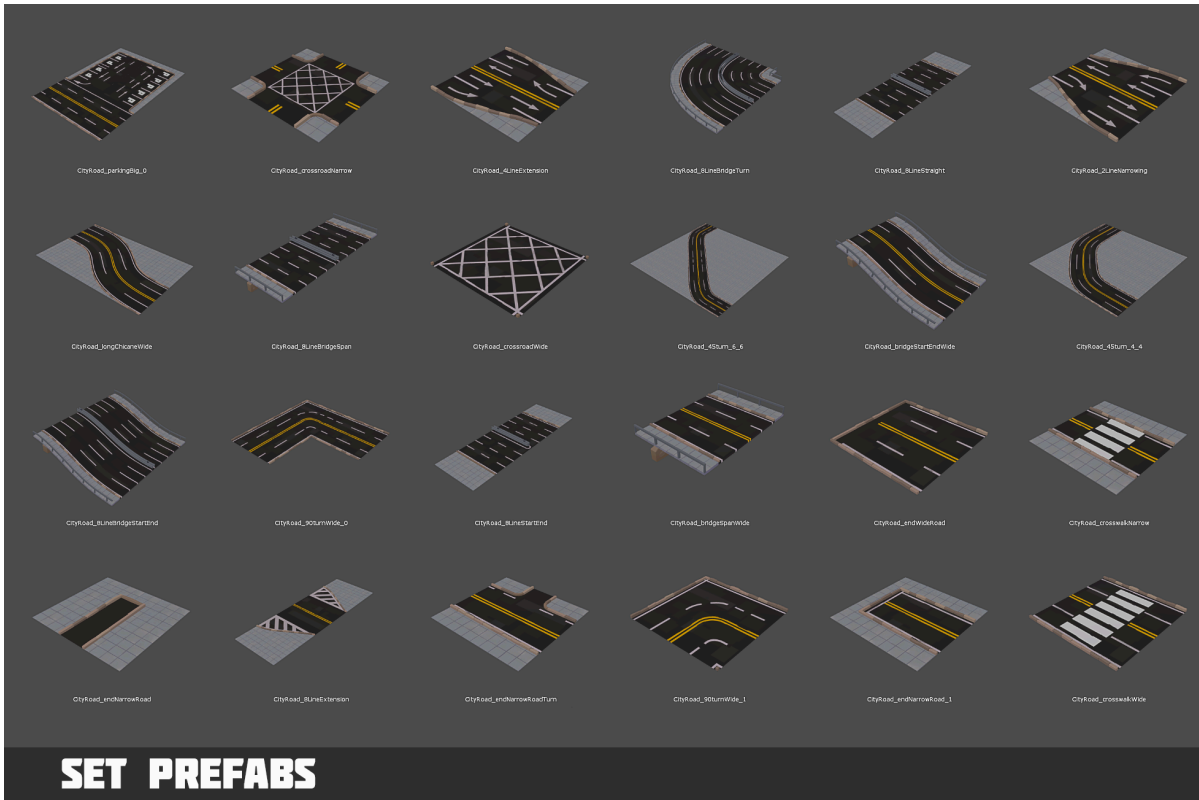 CityRoad_parkingBig_0
CityRoad_crossroadNarrow
CityRoad_4LineExtension
CityRoad_8LineBridgeTurn
CityRoad_8LineStraight
CityRoad_2LineNarrowing
CityRoad_longChicaneWide
CityRoad_8LineBridgeSpan
CityRoad_crossroadWide
CityRoad_45turn_6_6
CityRoad_bridgeStartEndWide
CityRoad_45turn_4_4
CityRoad_8LineBridgeStartEnd
CityRoad_90turnWide_0
CityRoad_8LineStartEnd
CityRoad_bridgeSpanWide
CityRoad_endWideRoad
CityRoad_crosswalkNarrow
CityRoad_endNarrowRoad
CityRoad_8LineExtension
CityRoad_endNarrowRoadTurn
CityRoad_90turnWide_1
CityRoad_endNarrowRoad_1
CityRoad_crosswalkWide
SET PREFABS